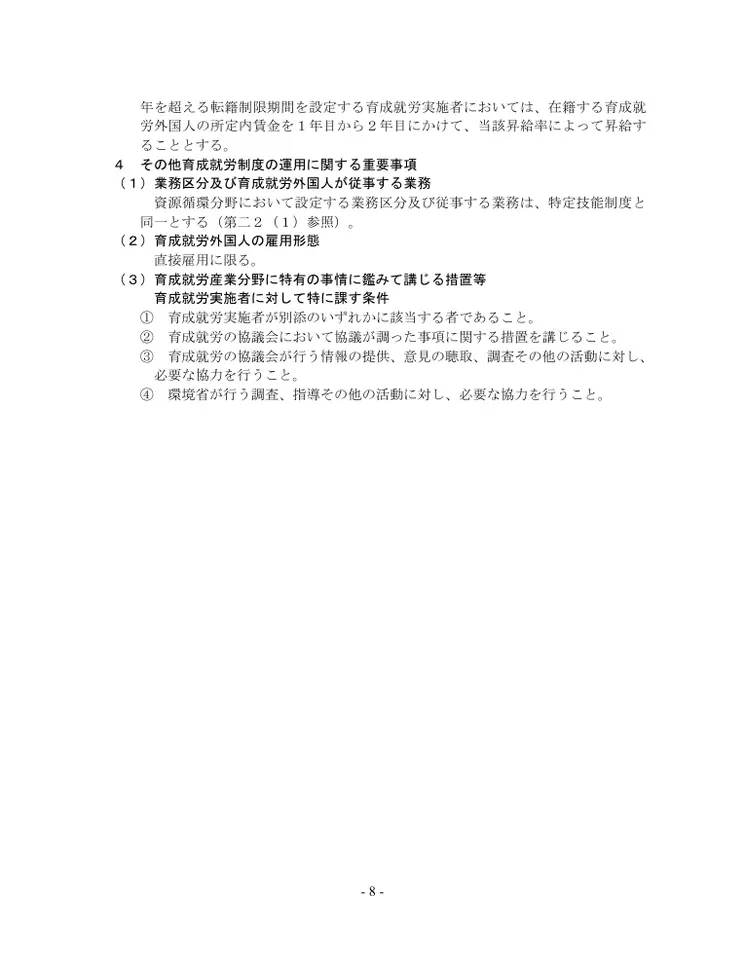 年を超える転籍制限期間を設定する育成就労実施者においては、在籍する育成就
労外国人の所定内賃金を１年目から２年目にかけて、当該昇給率によって昇給す
ることとする。
４　その他育成就労制度の運用に関する重要事項
（１）業務区分及び育成就労外国人が従事する業務
資源循環分野において設定する業務区分及び従事する業務は、特定技能制度と
同一とする（第二２（１）参照）。
（２）育成就労外国人の雇用形態
直接雇用に限る。
（３）育成就労産業分野に特有の事情に鑑みて講じる措置等
育成就労実施者に対して特に課す条件
①　育成就労実施者が別添のいずれかに該当する者であること。
②　育成就労の協議会において協議が調った事項に関する措置を講じること。
③　育成就労の協議会が行う情報の提供、意見の聴取、調査その他の活動に対し、
必要な協力を行うこと。
④　環境省が行う調査、指導その他の活動に対し、必要な協力を行うこと。
- 8 -